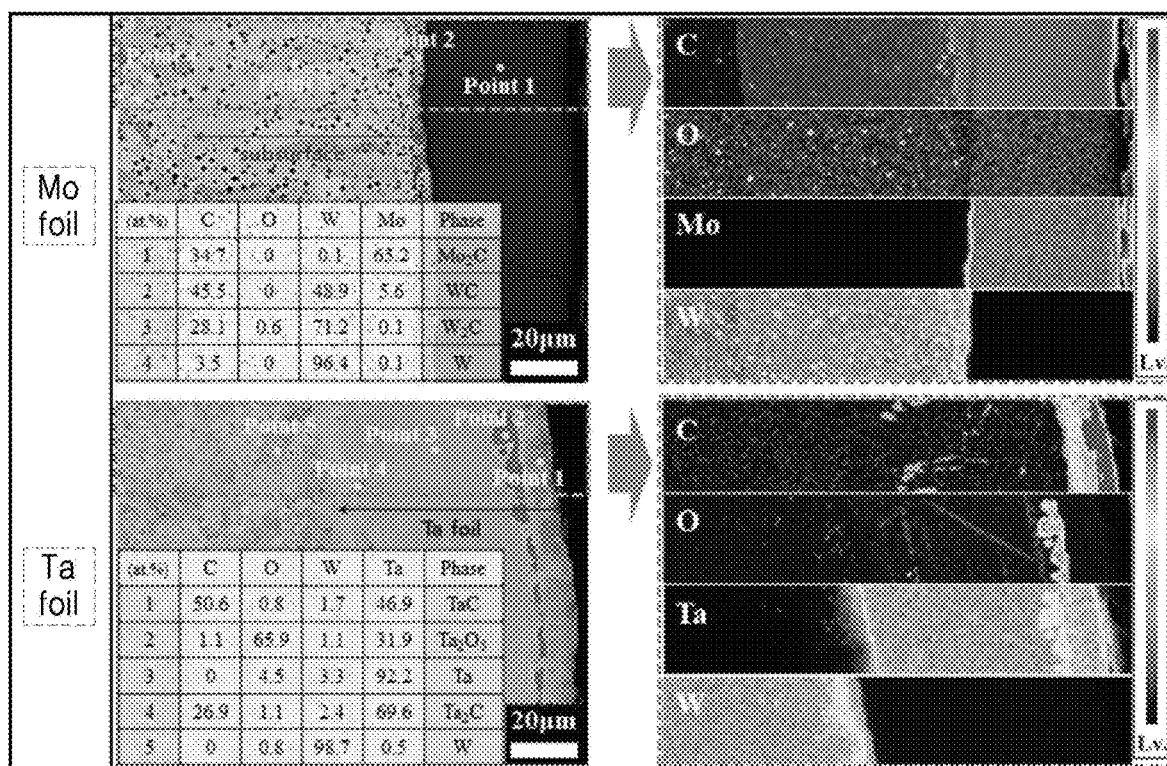 Mo
foil
Point 1
(at.%) C O W Mo Phase
1 34.7 0 0.1 65.2 Mo₂C
2 45.5 0 48.9 5.6 WC
3 28.1 0.6 71.2 0.1 W₂C
4 3.5 0 96.4 0.1 W
20μm
C
O
Mo
W
Lv.
Ta
foil
Point 1
Ta foil
(at.%) C O W Ta Phase
1 50.6 0.8 1.7 46.9 TaC
2 1.1 65.9 1.1 31.9
3 0 4.5 3.3 92.2 Ta
4 26.9 1.1 2.4 69.6 Ta₂C
5 0 0.8 98.7 0.5 W
20μm
C
O
Ta
W
Lv.